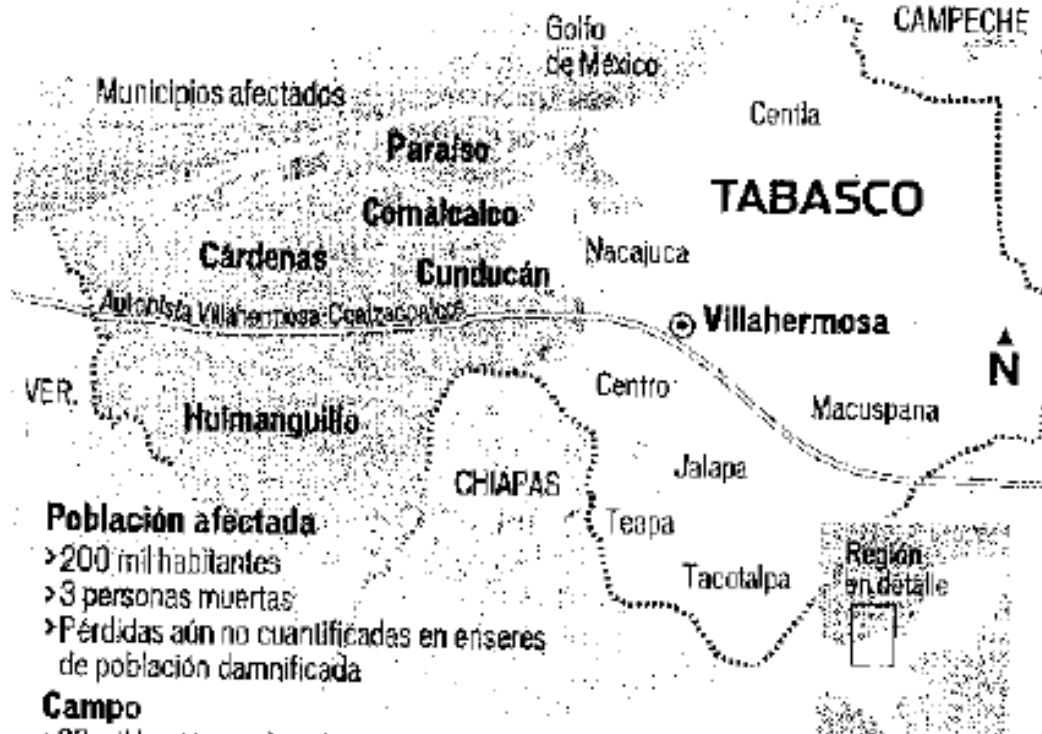 CAMPECHE
Golfo
de México
Municipios afectados
Centla
Paraíso
TABASCO
Comalcalco
Nacajuca
Cárdenas
Cunducán
Autopista Villahermosa-Coatzacoalcos
Villahermosa
N
VER.
Centro
Macuspana
Huimanguillo
Jalapa
CHIAPAS
Teapa
Tacotalpa
Región
en detalle
Población afectada
>200 mil habitantes
>3 personas muertas
>Pérdidas aún no cuantificadas en enseres
de población damnificada
Campo